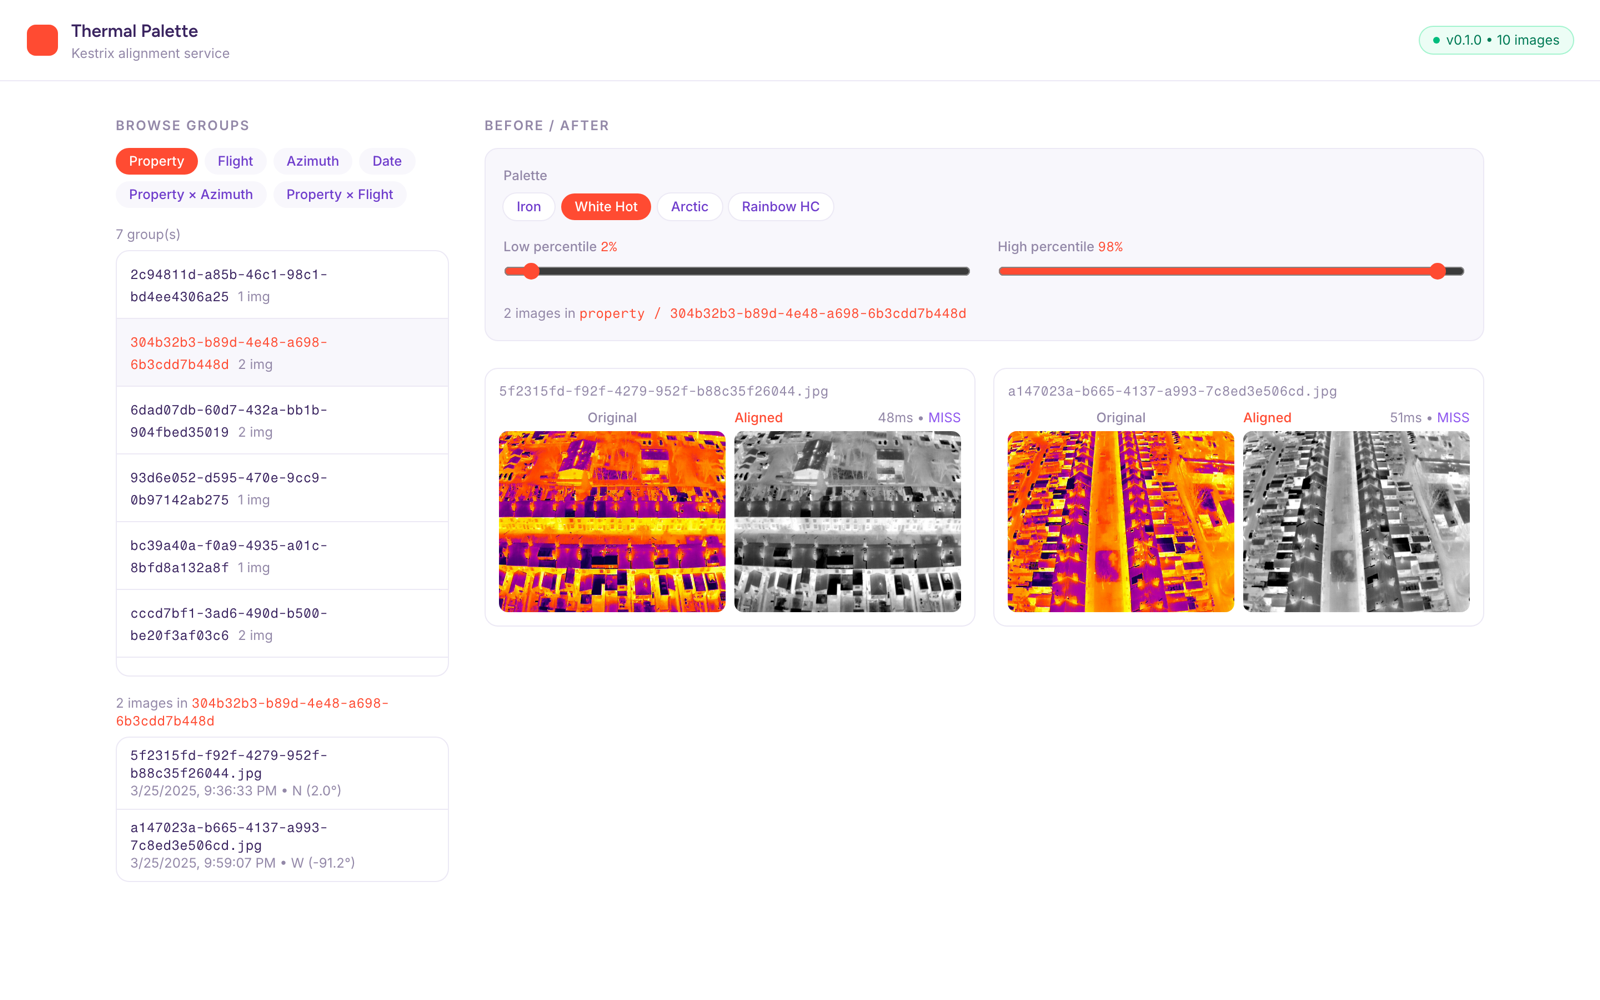 Thermal Palette
Kestrix alignment service
v0.1.0 • 10 images
BROWSE GROUPS
Property Flight Azimuth Date
Property × Azimuth Property × Flight
7 group(s)
2c94811d-a85b-46c1-98c1-
bd4ee4306a25 1 img
304b32b3-b89d-4e48-a698-
6b3cdd7b448d 2 img
6dad07db-60d7-432a-bb1b-
904fbed35019 2 img
93d6e052-d595-470e-9cc9-
0b97142ab275 1 img
bc39a40a-f0a9-4935-a01c-
8bfd8a132a8f 1 img
cccd7bf1-3ad6-490d-b500-
be20f3af03c6 2 img
2 images in 304b32b3-b89d-4e48-a698-
6b3cdd7b448d
5f2315fd-f92f-4279-952f-
b88c35f26044.jpg
3/25/2025, 9:36:33 PM • N (2.0°)
a147023a-b665-4137-a993-
7c8ed3e506cd.jpg
3/25/2025, 9:59:07 PM • W (-91.2°)
BEFORE / AFTER
Palette
Iron White Hot Arctic Rainbow HC
Low percentile 2% High percentile 98%
2 images in property / 304b32b3-b89d-4e48-a698-6b3cdd7b448d
5f2315fd-f92f-4279-952f-b88c35f26044.jpg
Original Aligned 48ms • MISS
a147023a-b665-4137-a993-7c8ed3e506cd.jpg
Original Aligned 51ms • MISS